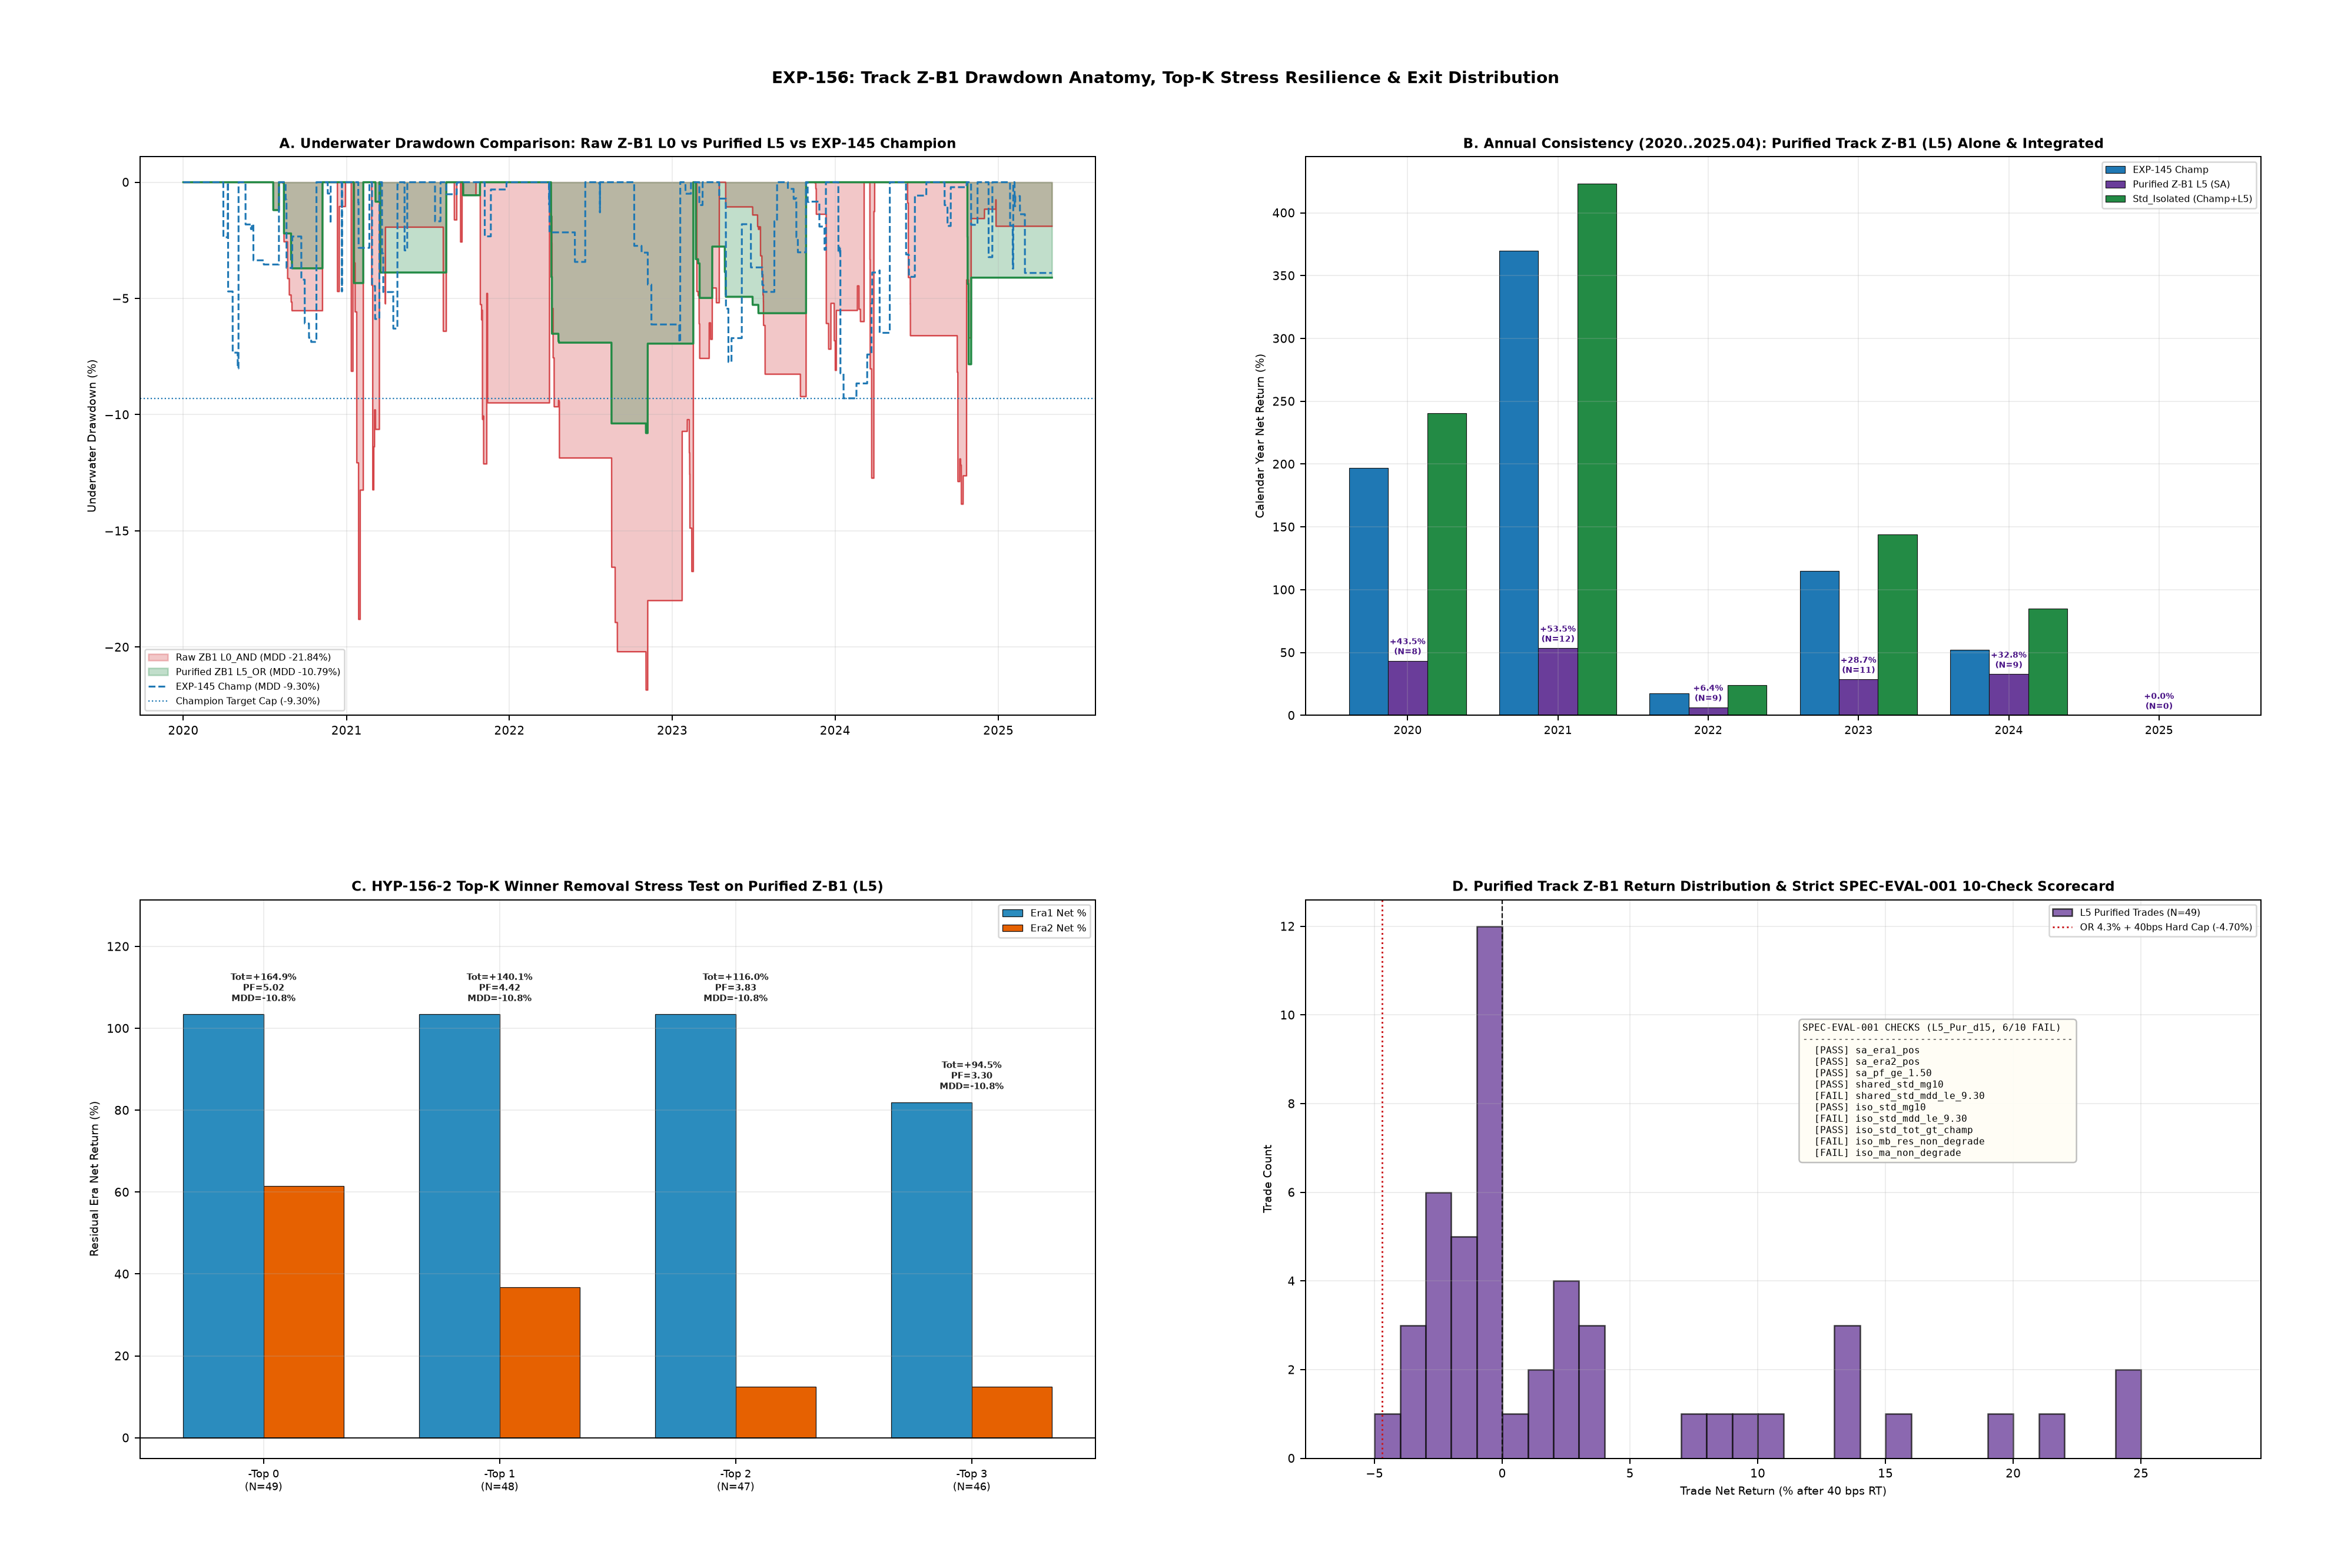 EXP-156: Track Z-B1 Drawdown Anatomy, Top-K Stress Resilience & Exit Distribution
A. Underwater Drawdown Comparison: Raw Z-B1 L0 vs Purified L5 vs EXP-145 Champion
Underwater Drawdown (%)
0
−5
−10
−15
−20
Raw ZB1 L0_AND (MDD -21.84%)
Purified ZB1 L5_OR (MDD -10.79%)
EXP-145 Champ (MDD -9.30%)
Champion Target Cap (-9.30%)
2020
2021
2022
2023
2024
2025
B. Annual Consistency (2020..2025.04): Purified Track Z-B1 (L5) Alone & Integrated
Calendar Year Net Return (%)
400
350
300
250
200
150
100
50
0
EXP-145 Champ
Purified Z-B1 L5 (SA)
Std_Isolated (Champ+L5)
+43.5%
(N=8)
+53.5%
(N=12)
+6.4%
(N=9)
+28.7%
(N=11)
+32.8%
(N=9)
+0.0%
(N=0)
2020
2021
2022
2023
2024
2025
C. HYP-156-2 Top-K Winner Removal Stress Test on Purified Z-B1 (L5)
Residual Era Net Return (%)
120
100
80
60
40
20
0
Era1 Net %
Era2 Net %
Tot=+164.9%
PF=5.02
MDD=-10.8%
Tot=+140.1%
PF=4.42
MDD=-10.8%
Tot=+116.0%
PF=3.83
MDD=-10.8%
Tot=+94.5%
PF=3.30
MDD=-10.8%
-Top 0
(N=49)
-Top 1
(N=48)
-Top 2
(N=47)
-Top 3
(N=46)
D. Purified Track Z-B1 Return Distribution & Strict SPEC-EVAL-001 10-Check Scorecard
Trade Count
12
10
8
6
4
2
0
L5 Purified Trades (N=49)
OR 4.3% + 40bps Hard Cap (-4.70%)
SPEC-EVAL-001 CHECKS (L5_Pur_d15, 6/10 FAIL)
---------------------------------------------
[PASS] sa_era1_pos
[PASS] sa_era2_pos
[PASS] sa_pf_ge_1.50
[PASS] shared_std_mg10
[FAIL] shared_std_mdd_le_9.30
[PASS] iso_std_mg10
[FAIL] iso_std_mdd_le_9.30
[PASS] iso_std_tot_gt_champ
[FAIL] iso_mb_res_non_degrade
[FAIL] iso_ma_non_degrade
−5
0
5
10
15
20
25
Trade Net Return (% after 40 bps RT)